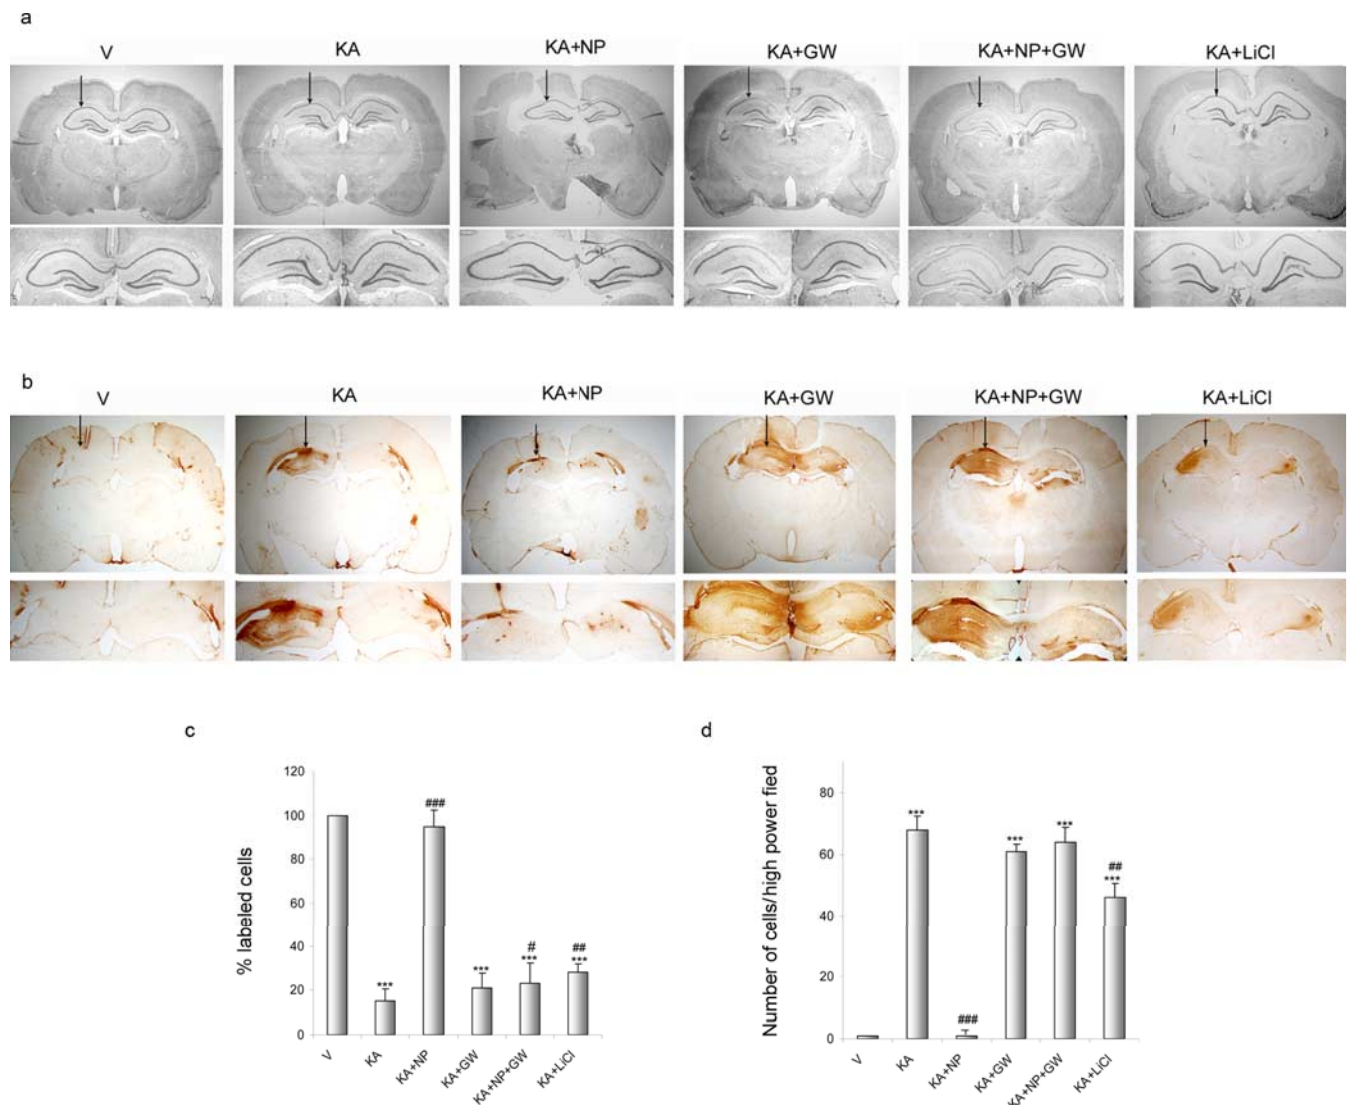 a
V KA KA+NP KA+GW KA+NP+GW KA+LiCl
b
V KA KA+NP KA+GW KA+NP+GW KA+LiCl
c
% labeled cells
120
100
80
60
40
20
0
***
###
***
#
***
##
***
V KA KA+NP KA+GW KA+NP+GW KA+LiCl
d
Number of cells/high power fied
80
60
40
20
0
***
###
***
***
##
***
V KA KA+NP KA+GW KA+NP+GW KA+LiCl